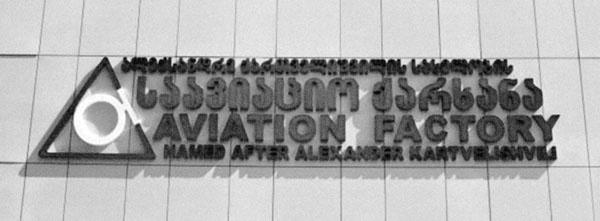 ალექსანდრე ქართველიშვილის სახელობის
საავიაციო ქარხანა
AVIATION FACTORY
NAMED AFTER ALEXANDER KARTVELISHVILI